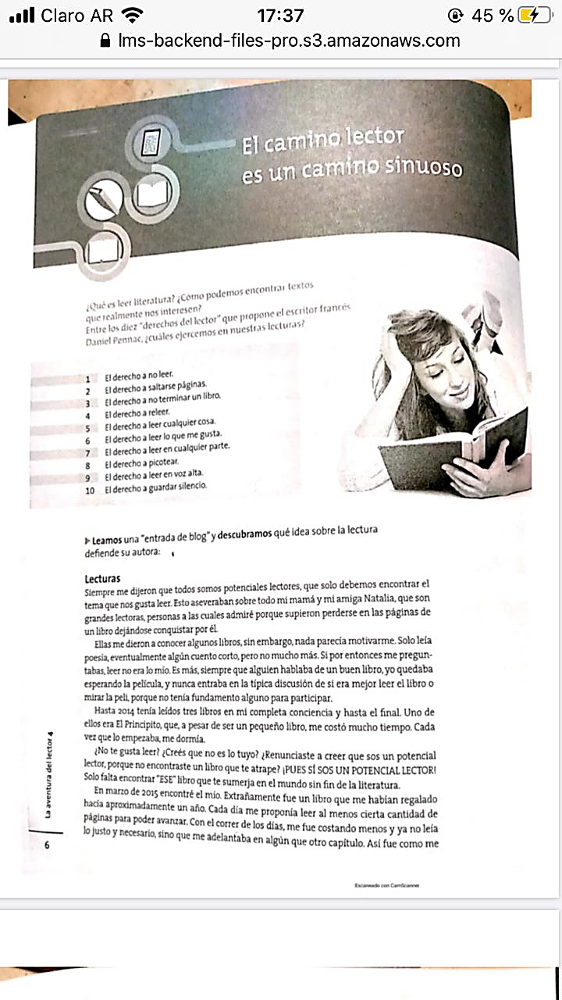 Claro AR 17:37 45 %
lms-backend-files-pro.s3.amazonaws.com
El camino lector
es un camino sinuoso
¿Qué es leer literatura? ¿Cómo podemos encontrar textos
que realmente nos interesen?
Entre los diez "derechos del lector" que propone el escritor francés
Daniel Pennac, ¿cuáles ejercemos en nuestras lecturas?
1 El derecho a no leer.
2 El derecho a saltarse páginas.
3 El derecho a no terminar un libro.
4 El derecho a releer.
5 El derecho a leer cualquier cosa.
6 El derecho a leer lo que me gusta.
7 El derecho a leer en cualquier parte.
8 El derecho a picotear.
9 El derecho a leer en voz alta.
10 El derecho a guardar silencio.
Leamos una "entrada de blog" y descubramos qué idea sobre la lectura
defiende su autora:
Lecturas
Siempre me dijeron que todos somos potenciales lectores, que solo debemos encontrar el
tema que nos gusta leer. Esto aseveraban sobre todo mi mamá y mi amiga Natalia, que son
grandes lectoras, personas a las cuales admiré porque supieron perderse en las páginas de
un libro dejándose conquistar por él.
Ellas me dieron a conocer algunos libros, sin embargo, nada parecía motivarme. Solo leía
poesía, eventualmente algún cuento corto, pero no mucho más. Si por entonces me pregun-
tabas, leer no era lo mío. Es más, siempre que alguien hablaba de un buen libro, yo quedaba
esperando la película, y nunca entraba en la típica discusión de si era mejor leer el libro o
mirar la peli, porque no tenía fundamento alguno para participar.
Hasta 2014 tenía leídos tres libros en mi completa conciencia y hasta el final. Uno de
ellos era El Principito, que, a pesar de ser un pequeño libro, me costó mucho tiempo. Cada
vez que lo empezaba, me dormía.
¿No te gusta leer? ¿Creés que no es lo tuyo? ¿Renunciaste a creer que sos un potencial
lector, porque no encontraste un libro que te atrape? ¡PUES SÍ SOS UN POTENCIAL LECTOR!
Solo falta encontrar "ESE" libro que te sumerja en el mundo sin fin de la literatura.
En marzo de 2015 encontré el mío. Extrañamente fue un libro que me habían regalado
hacía aproximadamente un año. Cada día me proponía leer al menos cierta cantidad de
páginas para poder avanzar. Con el correr de los días, me fue costando menos y ya no leía
lo justo y necesario, sino que me adelantaba en algún que otro capítulo. Así fue como me
La aventura del lector 4
6
Escaneado con CamScanner